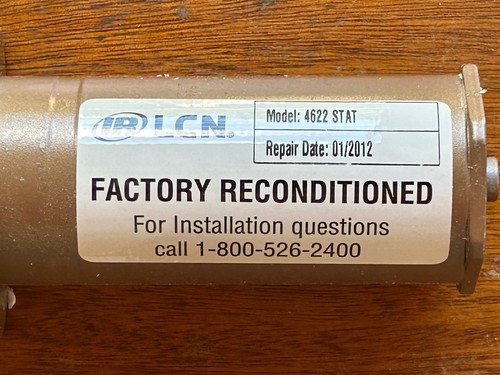 IR LCN®
Model: 4622 STAT
Repair Date: 01/2012
FACTORY RECONDITIONED
For Installation questions
call 1-800-526-2400